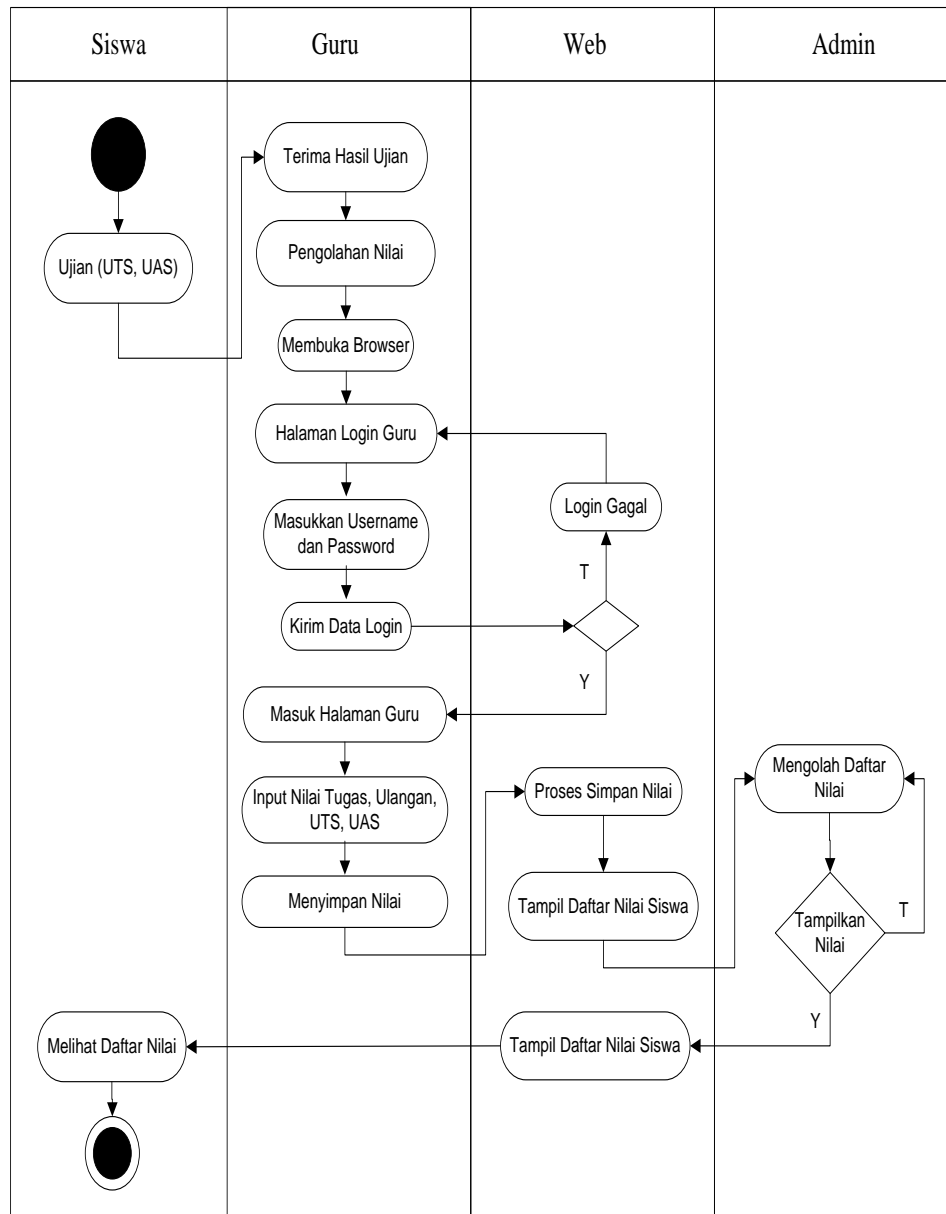 Siswa
Guru
Web
Admin
Terima Hasil Ujian
Ujian (UTS, UAS)
Pengolahan Nilai
Membuka Browser
Halaman Login Guru
Login Gagal
Masukkan Username
dan Password
T
Kirim Data Login
Y
Masuk Halaman Guru
Mengolah Daftar
Nilai
Input Nilai Tugas, Ulangan,
UTS, UAS
Proses Simpan Nilai
Menyimpan Nilai
Tampil Daftar Nilai Siswa
Tampilkan
Nilai
T
Y
Melihat Daftar Nilai
Tampil Daftar Nilai Siswa